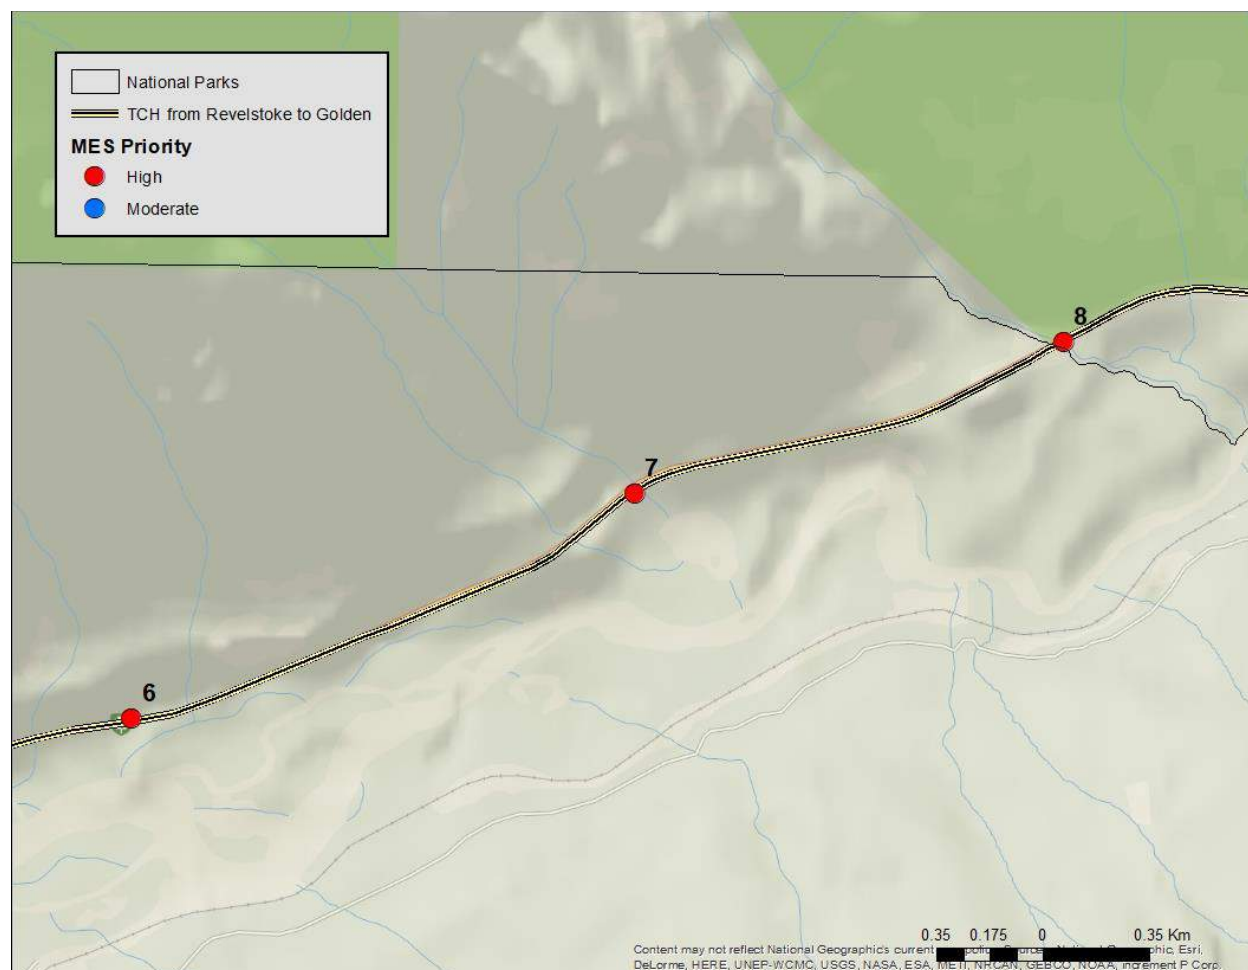 National Parks
TCH from Revelstoke to Golden
MES Priority
High
Moderate
8
7
6
0.35 0.175 0 0.35 Km
Content may not reflect National Geographic's current
DeLorme, HERE, UNEP-WCMC, USGS, NASA, ESA, METI, NRCAN, GEBCO, NOAA, increment P Corp.